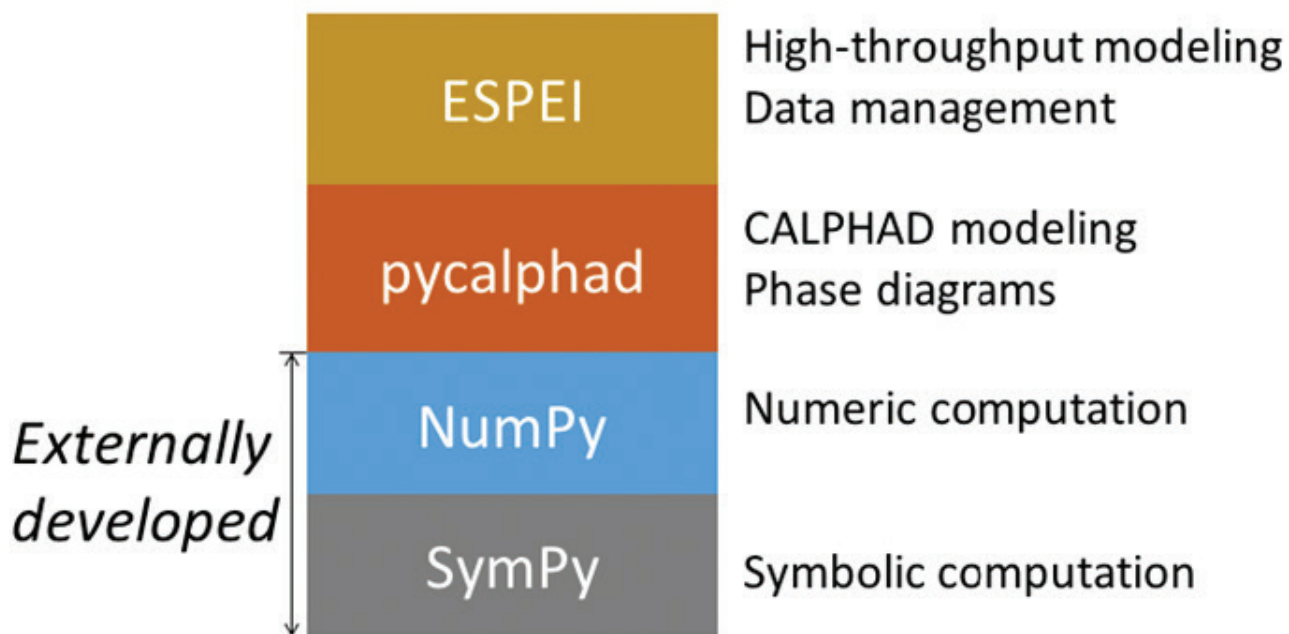 ESPEI
High-throughput modeling
Data management
pycalphad
CALPHAD modeling
Phase diagrams
Externally
developed
NumPy
Numeric computation
SymPy
Symbolic computation